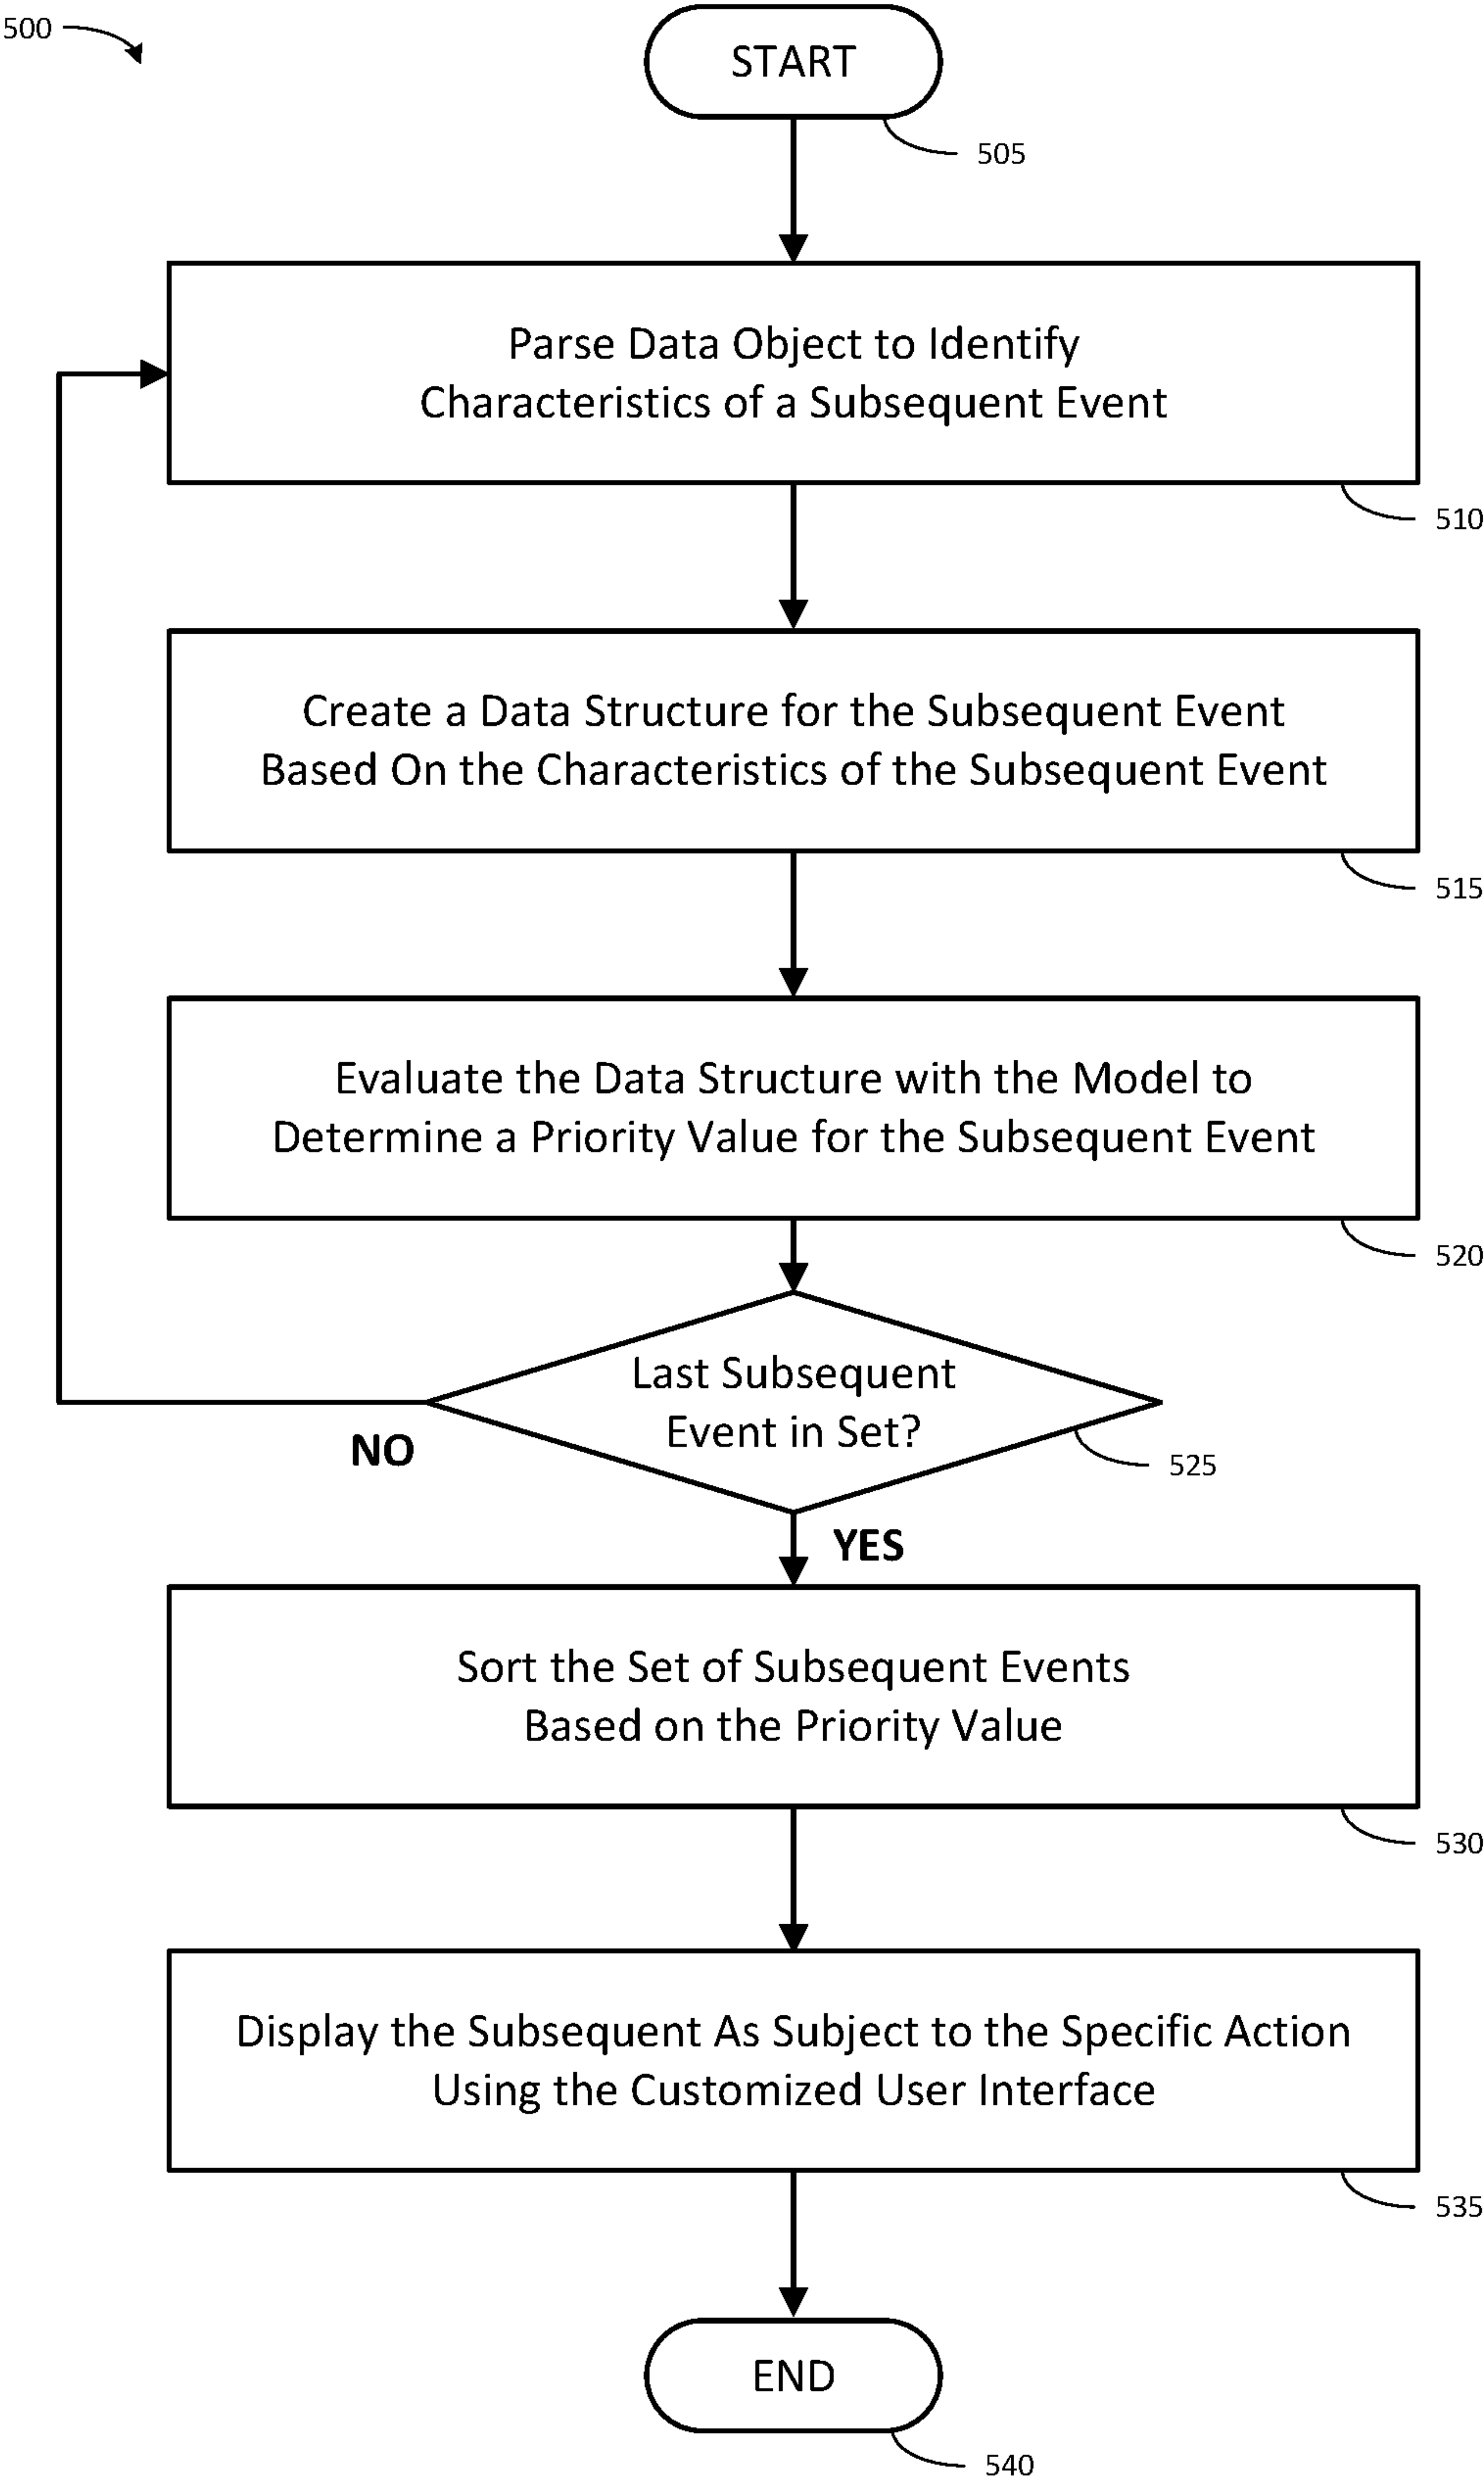 500
START
505
Parse Data Object to Identify
Characteristics of a Subsequent Event
510
Create a Data Structure for the Subsequent Event
Based On the Characteristics of the Subsequent Event
515
Evaluate the Data Structure with the Model to
Determine a Priority Value for the Subsequent Event
520
Last Subsequent
Event in Set?
NO
525
YES
Sort the Set of Subsequent Events
Based on the Priority Value
530
Display the Subsequent As Subject to the Specific Action
Using the Customized User Interface
535
END
540